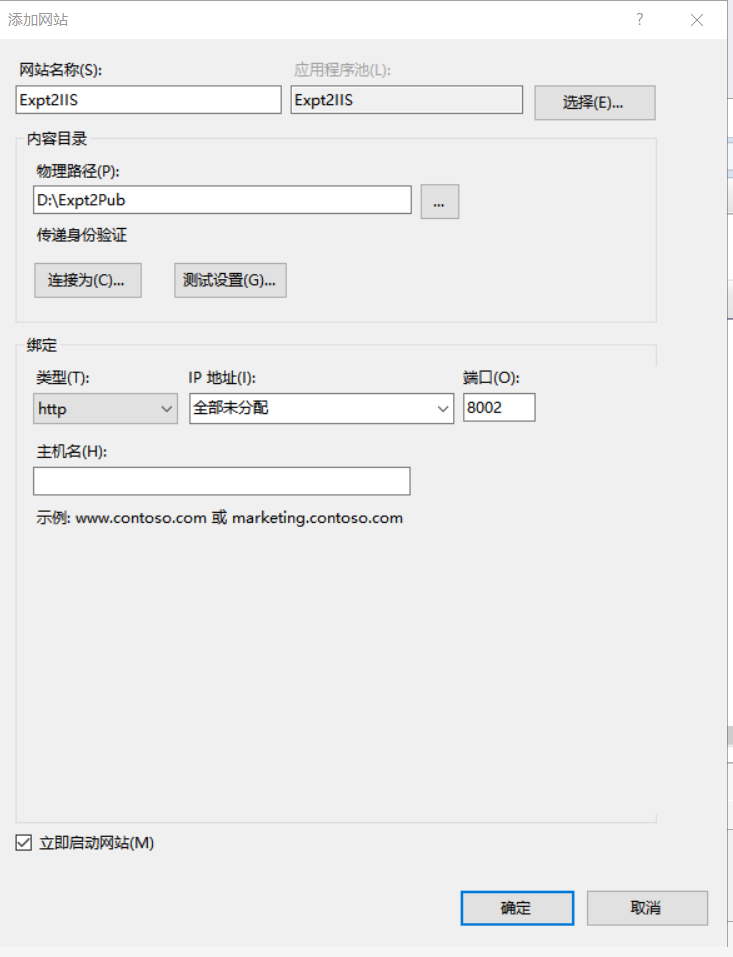 添加网站
?
网站名称(S):
应用程序池(L):
Expt2IIS
Expt2IIS
选择(E)...
内容目录
物理路径(P):
D:\Expt2Pub
...
传递身份验证
连接为(C)...
测试设置(G)...
绑定
类型(T):
IP 地址(I):
端口(O):
http
全部未分配
8002
主机名(H):
示例: www.contoso.com 或 marketing.contoso.com
立即启动网站(M)
确定
取消